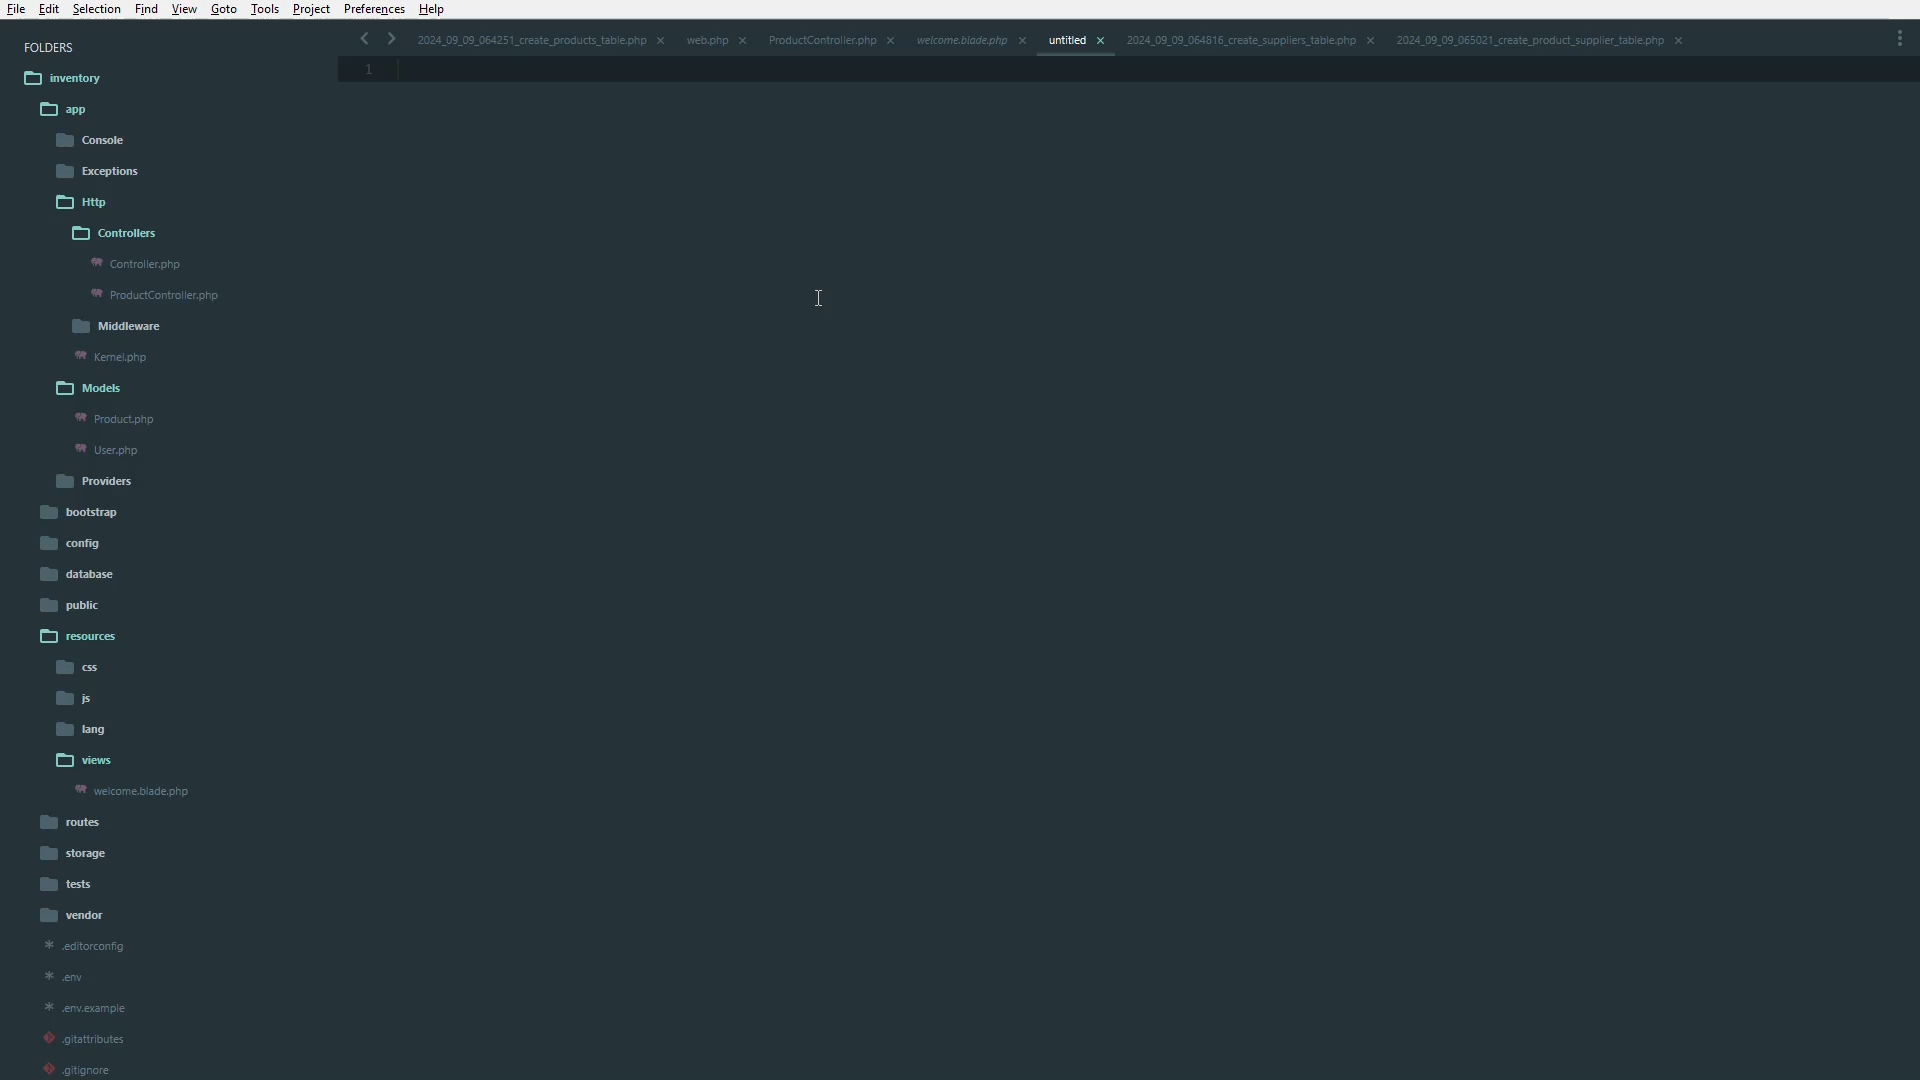 File Edit Selection Find View Goto Tools Project Preferences Help
FOLDERS
inventory
app
Console
Exceptions
Http
Controllers
Controller.php
ProductController.php
Middleware
Kernel.php
Models
Product.php
User.php
Providers
bootstrap
config
database
public
resources
css
js
lang
views
welcome.blade.php
routes
storage
tests
vendor
.editorconfig
.env
.env.example
.gitattributes
.gitignore
2024_09_09_064251_create_products_table.php web.php ProductController.php welcome.blade.php untitled 2024_09_09_064816_create_suppliers_table.php 2024_09_09_065021_create_product_supplier_table.php
1